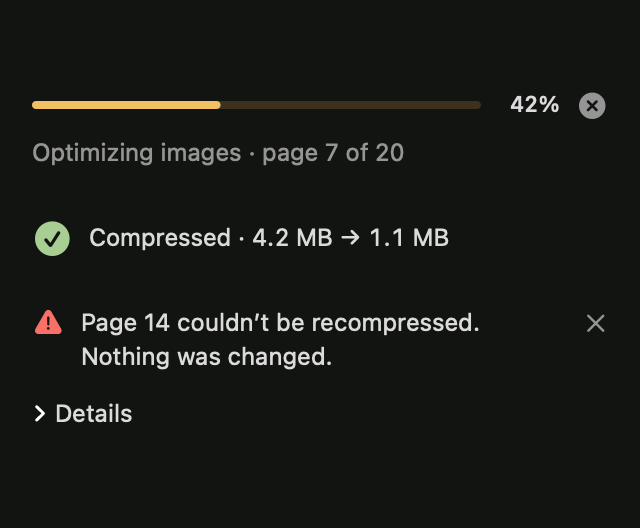 42%
Optimizing images · page 7 of 20
Compressed · 4.2 MB → 1.1 MB
Page 14 couldn’t be recompressed.
Nothing was changed.
Details